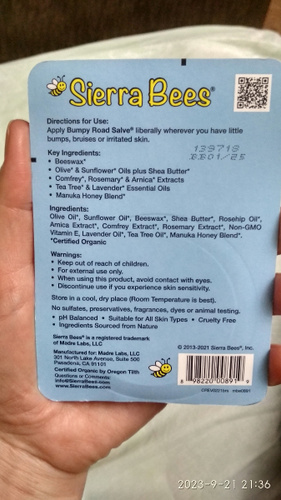 Sierra Bees®
Directions for Use:
Apply Bumpy Road Salve® liberally wherever you have little
bumps, bruises or irritated skin.
139713
BB01/25
Key Ingredients:
• Beeswax*
• Olive* & Sunflower* Oils plus Shea Butter*
• Comfrey, Rosemary* & Arnica* Extracts
• Tea Tree* & Lavender* Essential Oils
• Manuka Honey Blend*
Ingredients:
Olive Oil*, Sunflower Oil*, Beeswax*, Shea Butter*, Rosehip Oil*,
Arnica Extract*, Comfrey Extract*, Rosemary Extract*, Non-GMO
Vitamin E, Lavender Oil*, Tea Tree Oil*, Manuka Honey Blend*.
*Certified Organic
Warnings:
• Keep out of reach of children.
• For external use only.
• When using this product, avoid contact with eyes.
• Discontinue use if you experience skin sensitivity.
Store in a cool, dry place (Room Temperature is best).
No sulfates, preservatives, fragrances, dyes or animal testing.
• pH Balanced • Suitable for All Skin Types • Cruelty Free
• Ingredients Sourced from Nature
Sierra Bees® is a registered trademark
of Madre Labs, LLC
Manufactured for: Madre Labs, LLC
301 North Lake Avenue, Suite 500
Pasadena, CA 91101
Certified Organic by Oregon Tilth
Questions or Comments:
info@SierraBees.com
www.SierraBees.com
© 2013-2021 Sierra Bees®, Inc.
8 98220 00891 9
2023-9-21 21:36